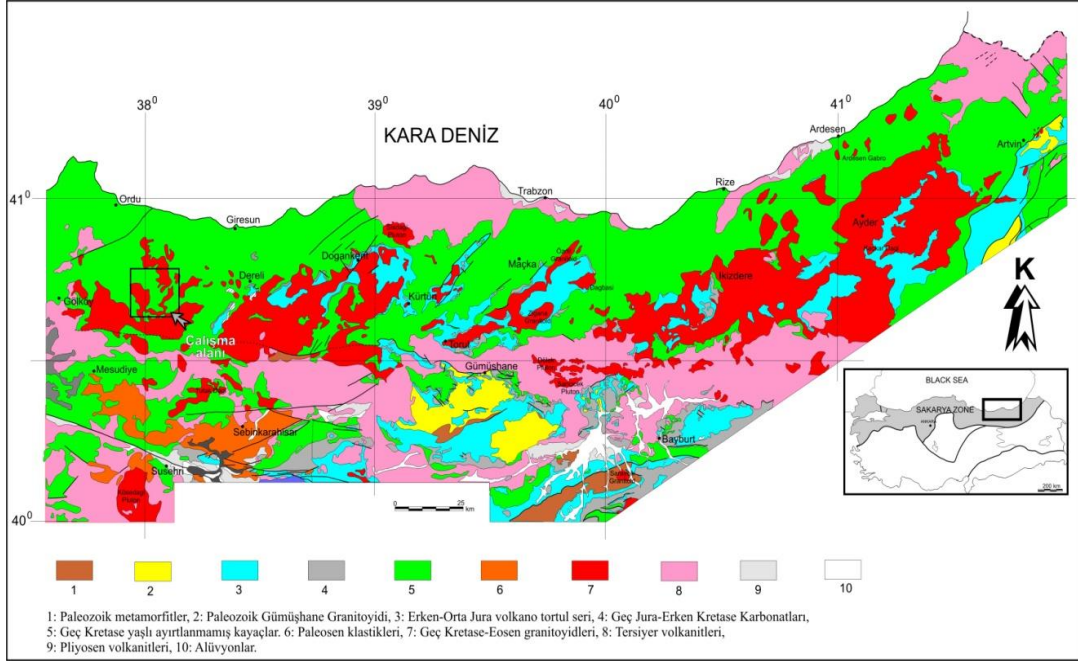 38⁰
39⁰
40⁰
41⁰
KARA DENİZ
Ardesen
Ardesen Gabro
Artvin
41⁰
Ordu
Giresun
Trabzon
Rize
Ayder
Doğankent
Maçka
Dereli
Gölköy
Kürtün
İkizdere
Çalışma
alanı
Torul
Mesudiye
Gümüşhane
Şebinkarahisar
Bayburt
Suşehri
K
BLACK SEA
SAKARYA ZONE
200 km
40⁰
0 25
km
1 2 3 4 5 6 7 8 9 10
1: Paleozoik metamorfitler, 2: Paleozoik Gümüşhane Granitoyidi, 3: Erken-Orta Jura volkano tortul seri, 4: Geç Jura-Erken Kretase Karbonatları,
5: Geç Kretase yaşlı ayırtlanmamış kayaçlar. 6: Paleosen klastikleri, 7: Geç Kretase-Eosen granitoyidleri, 8: Tersiyer volkanitleri,
9: Pliyosen volkanitleri, 10: Alüvyonlar.